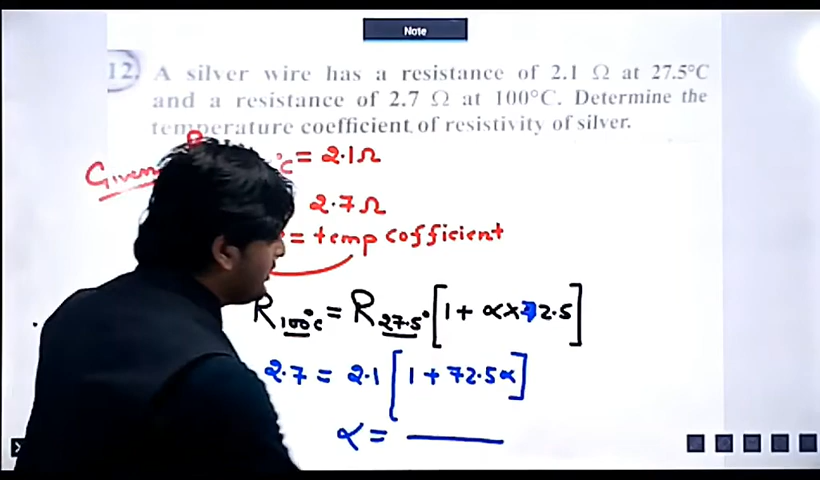 Note
12. A silver wire has a resistance of 2.1 Ω at 27.5°C
and a resistance of 2.7 Ω at 100°C. Determine the
temperature coefficient of resistivity of silver.
Given R °C = 2.1Ω
2.7Ω
= temp cofficient
R100°C = R27.5° [1 + α×72.5]
2.7 = 2.1 [1 + 72.5α]
α =